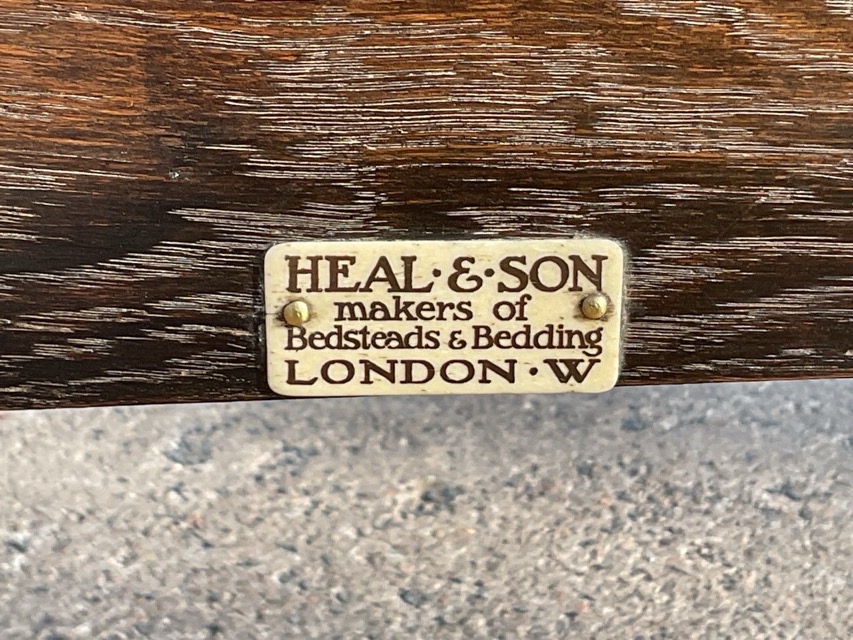 HEAL·&·SON
makers of
Bedsteads & Bedding
LONDON·W